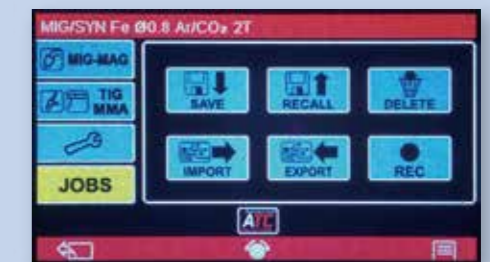 MIG/SYN Fe Ø0.8 Ar/CO₂ 2T
MIG-MAG
TIG
MMA
JOBS
SAVE
RECALL
DELETE
IMPORT
EXPORT
REC
ATC